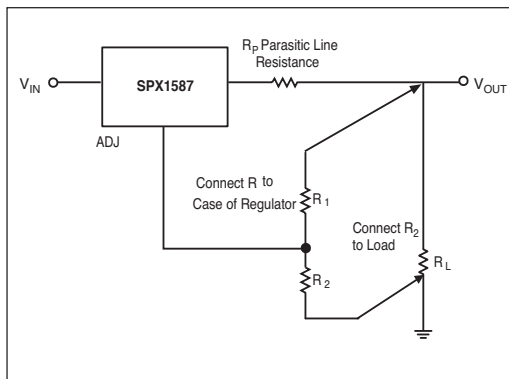 R_P Parasitic Line
Resistance
V_IN
SPX1587
V_OUT
ADJ
Connect R to
Case of Regulator
R_1
Connect R_2
to Load
R_2
R_L